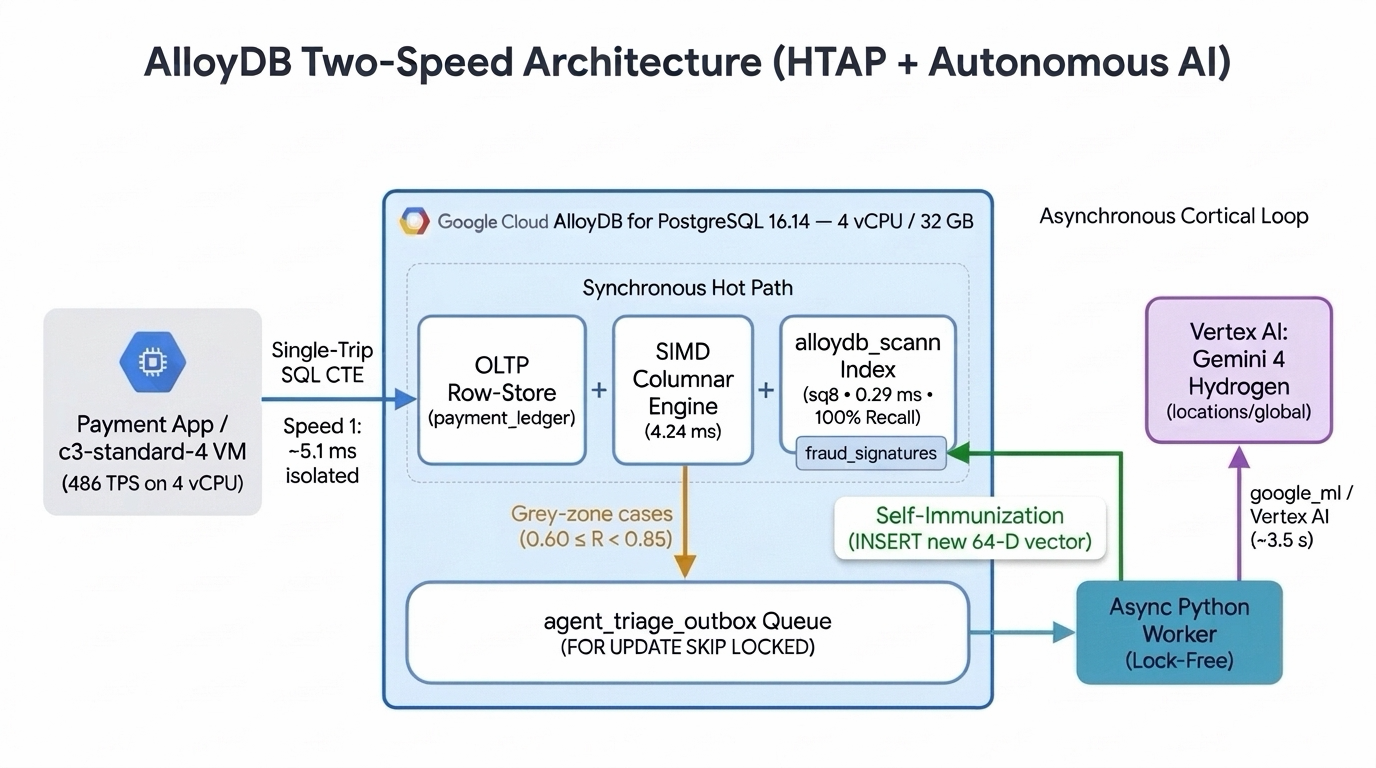 AlloyDB Two-Speed Architecture (HTAP + Autonomous AI)
Google Cloud AlloyDB for PostgreSQL 16.14 — 4 vCPU / 32 GB
Asynchronous Cortical Loop
Synchronous Hot Path
Payment App /
c3-standard-4 VM
(486 TPS on 4 vCPU)
Single-Trip
SQL CTE
Speed 1:
~5.1 ms
isolated
OLTP
Row-Store
(payment_ledger)
+
SIMD
Columnar
Engine
(4.24 ms)
+
alloydb_scann
Index
(sq8 • 0.29 ms •
100% Recall)
fraud_signatures
Vertex AI:
Gemini 4
Hydrogen
(locations/global)
Grey-zone cases
(0.60 ≤ R < 0.85)
Self-Immunization
(INSERT new 64-D vector)
google_ml /
Vertex AI
(~3.5 s)
agent_triage_outbox Queue
(FOR UPDATE SKIP LOCKED)
Async Python
Worker
(Lock-Free)